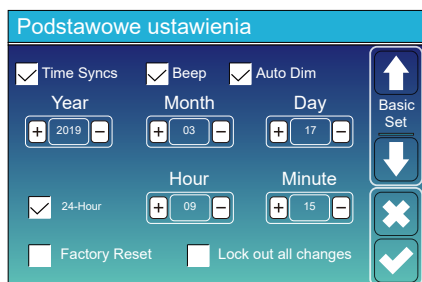 Podstawowe ustawienia
Time Syncs Beep Auto Dim
Year Month Day
+ 2019 − + 03 − + 17 −
Basic
Set
Hour Minute
24-Hour + 09 − + 15 −
Factory Reset Lock out all changes